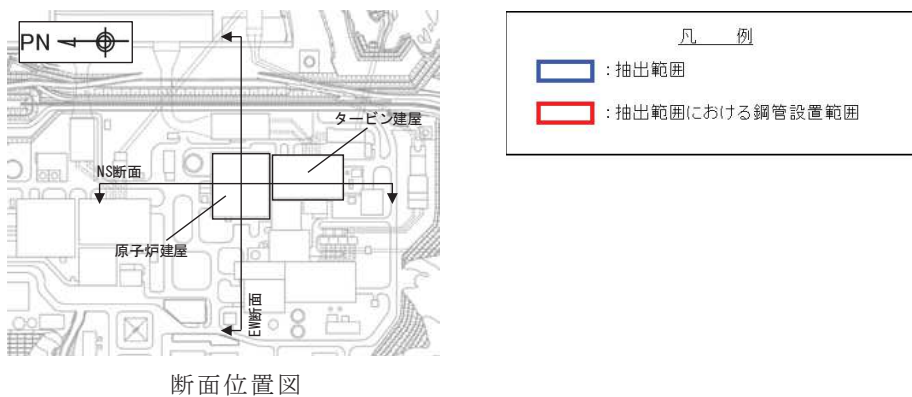 PN
タービン建屋
NS断面
原子炉建屋
EW断面
断面位置図
凡 例
：抽出範囲
：抽出範囲における鋼管設置範囲